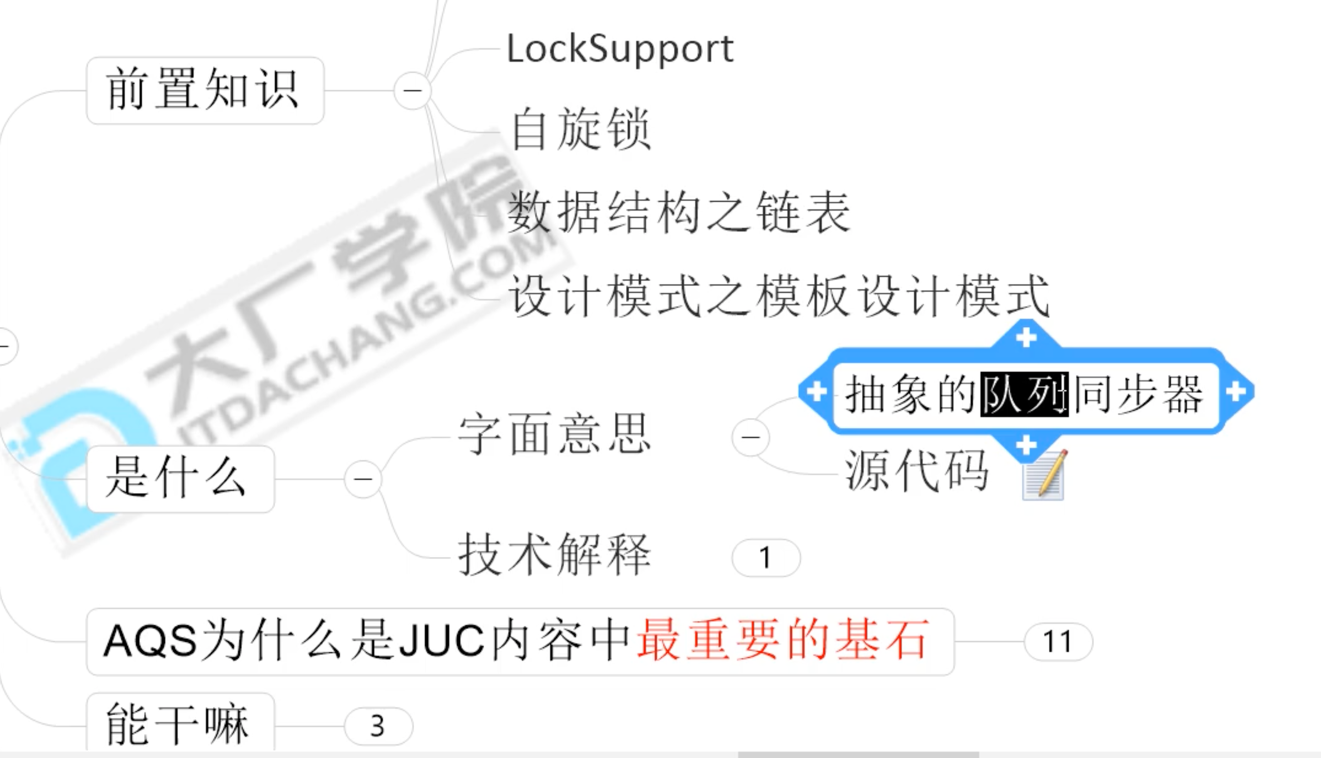 LockSupport
前置知识
自旋锁
数据结构之链表
设计模式之模板设计模式
抽象的队列同步器
字面意思
源代码
是什么
技术解释
1
AQS为什么是JUC内容中最重要的基石
11
能干嘛
3
大厂学院
ITDACHANG.COM